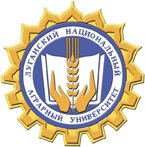 ЛУГАНСКИЙ НАЦИОНАЛЬНЫЙ
АГРАРНЫЙ УНИВЕРСИТЕТ